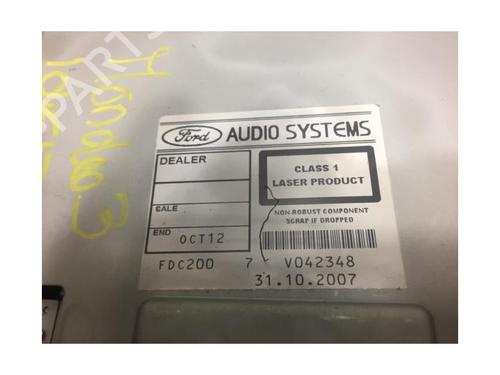 Ford AUDIO SYSTEMS
DEALER
CLASS 1
LASER PRODUCT
SALE
NON-ROBUST COMPONENT
SCRAP IF DROPPED
END OCT12
FDC200 7 V042348
31.10.2007